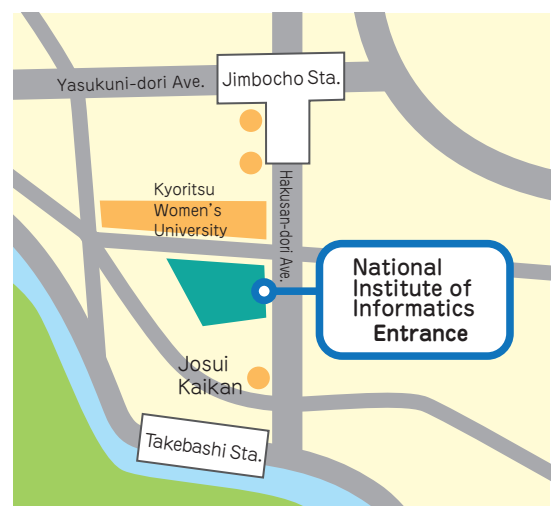 Yasukuni-dori Ave.
Jimbocho Sta.
Hakusan-dori Ave.
Kyoritsu
Women's
University
National
Institute of
Informatics
Entrance
Josui
Kaikan
Takebashi Sta.